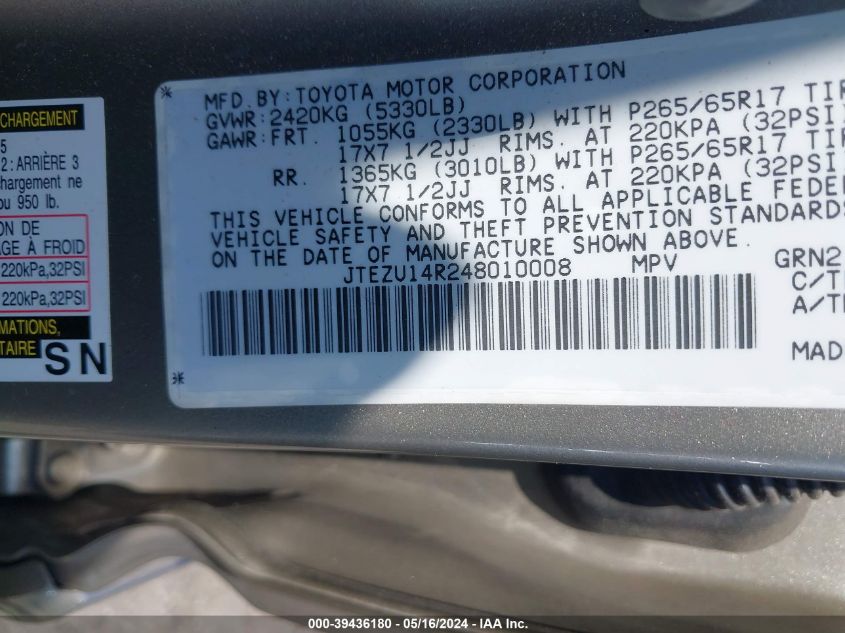 CHARGEMENT
5
2: ARRIÈRE 3
chargement ne
ou 950 lb.
ION DE
AGE À FROID
220kPa,32PSI
220kPa,32PSI
MATIONS,
TAIRE
SN
MFD. BY: TOYOTA MOTOR CORPORATION
GVWR: 2420KG (5330LB)
GAWR: FRT. 1055KG (2330LB) WITH P265/65R17 TIR
17X7 1/2JJ RIMS. AT 220KPA (32PSI)
RR. 1365KG (3010LB) WITH P265/65R17 TIR
17X7 1/2JJ RIMS. AT 220KPA (32PSI
THIS VEHICLE CONFORMS TO ALL APPLICABLE FEDER
VEHICLE SAFETY AND THEFT PREVENTION STANDARDS
ON THE DATE OF MANUFACTURE SHOWN ABOVE.
JTEZU14R248010008 MPV GRN2
C/T
A/T
MAD
000-39436180 - 05/16/2024 - IAA Inc.